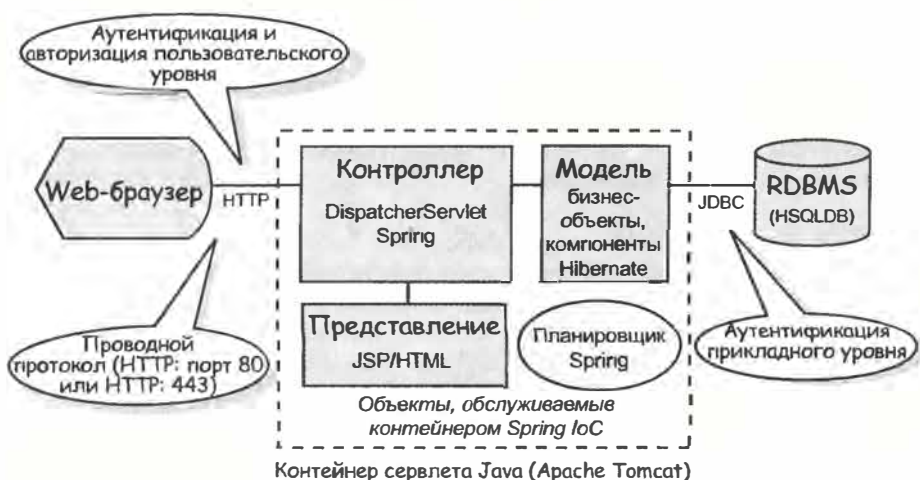 Аутентификация и
авторизация пользовательского
уровня
Web-браузер
HTTP
Контроллер
DispatcherServlet
Spring
Модель
бизнес-
объекты,
компоненты
Hibernate
JDBC
RDBMS
(HSQLDB)
Представление
JSP/HTML
Планировщик
Spring
Проводной
протокол (HTTP: порт 80)
или HTTP: 443)
Аутентификация
прикладного уровня
Объекты, обслуживаемые
контейнером Spring IoC
Контейнер сервлета Java (Apache Tomcat)